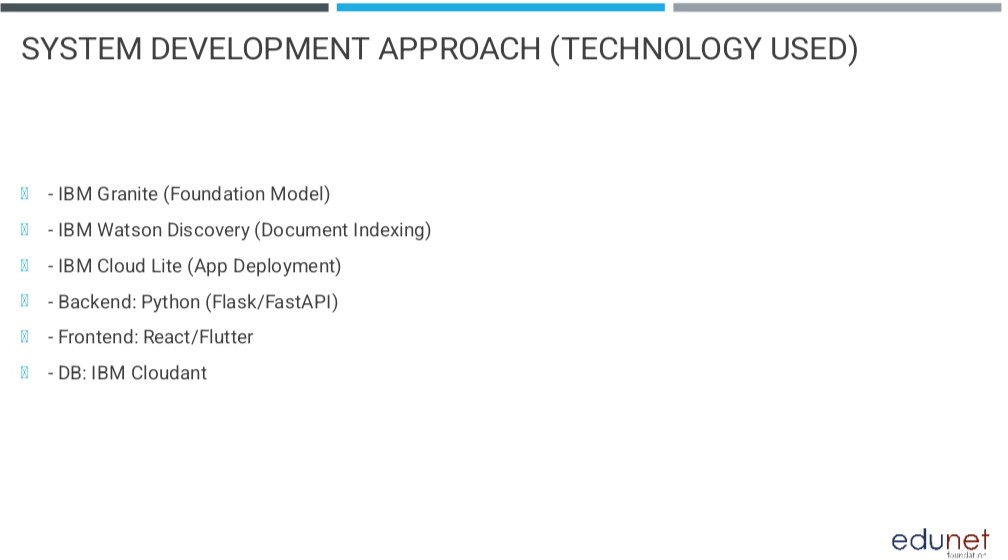 SYSTEM DEVELOPMENT APPROACH (TECHNOLOGY USED)
- IBM Granite (Foundation Model)
- IBM Watson Discovery (Document Indexing)
- IBM Cloud Lite (App Deployment)
- Backend: Python (Flask/FastAPI)
- Frontend: React/Flutter
- DB: IBM Cloudant
edunet
foundation